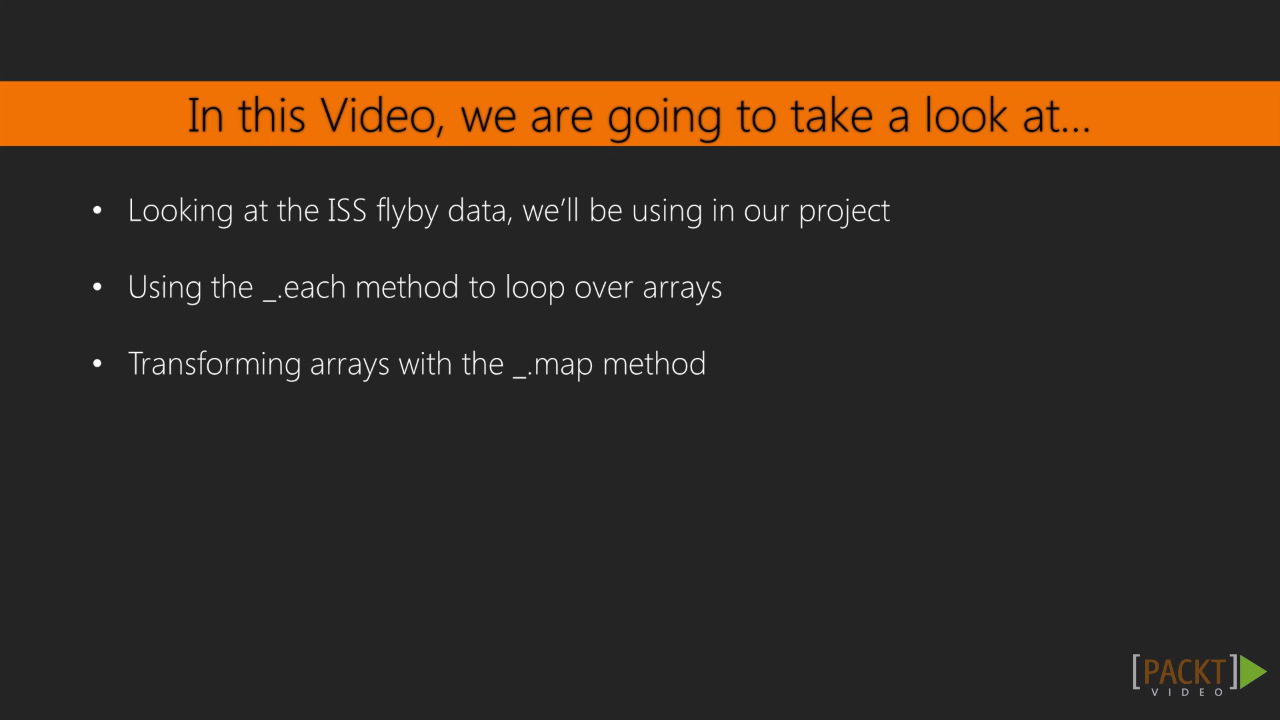 In this Video, we are going to take a look at...
• Looking at the ISS flyby data, we'll be using in our project
• Using the _.each method to loop over arrays
• Transforming arrays with the _.map method
[PACKT]
VIDEO